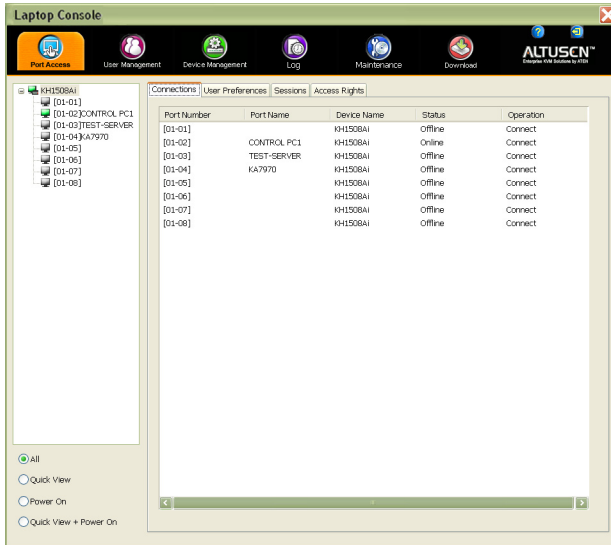 Laptop Console
Port Access
User Management
Device Management
Log
Maintenance
Download
ALTUSCN™
Enterprise KVM Solutions by ATEN
KH1508Ai
[01-01]
[01-02]CONTROL PC1
[01-03]TEST-SERVER
[01-04]KA7970
[01-05]
[01-06]
[01-07]
[01-08]
All
Quick View
Power On
Quick View + Power On
Connections User Preferences Sessions Access Rights
Port Number Port Name Device Name Status Operation
[01-01] KH1508Ai Offline Connect
[01-02] CONTROL PC1 KH1508Ai Online Connect
[01-03] TEST-SERVER KH1508Ai Offline Connect
[01-04] KA7970 KH1508Ai Offline Connect
[01-05] KH1508Ai Offline Connect
[01-06] KH1508Ai Offline Connect
[01-07] KH1508Ai Offline Connect
[01-08] KH1508Ai Offline Connect